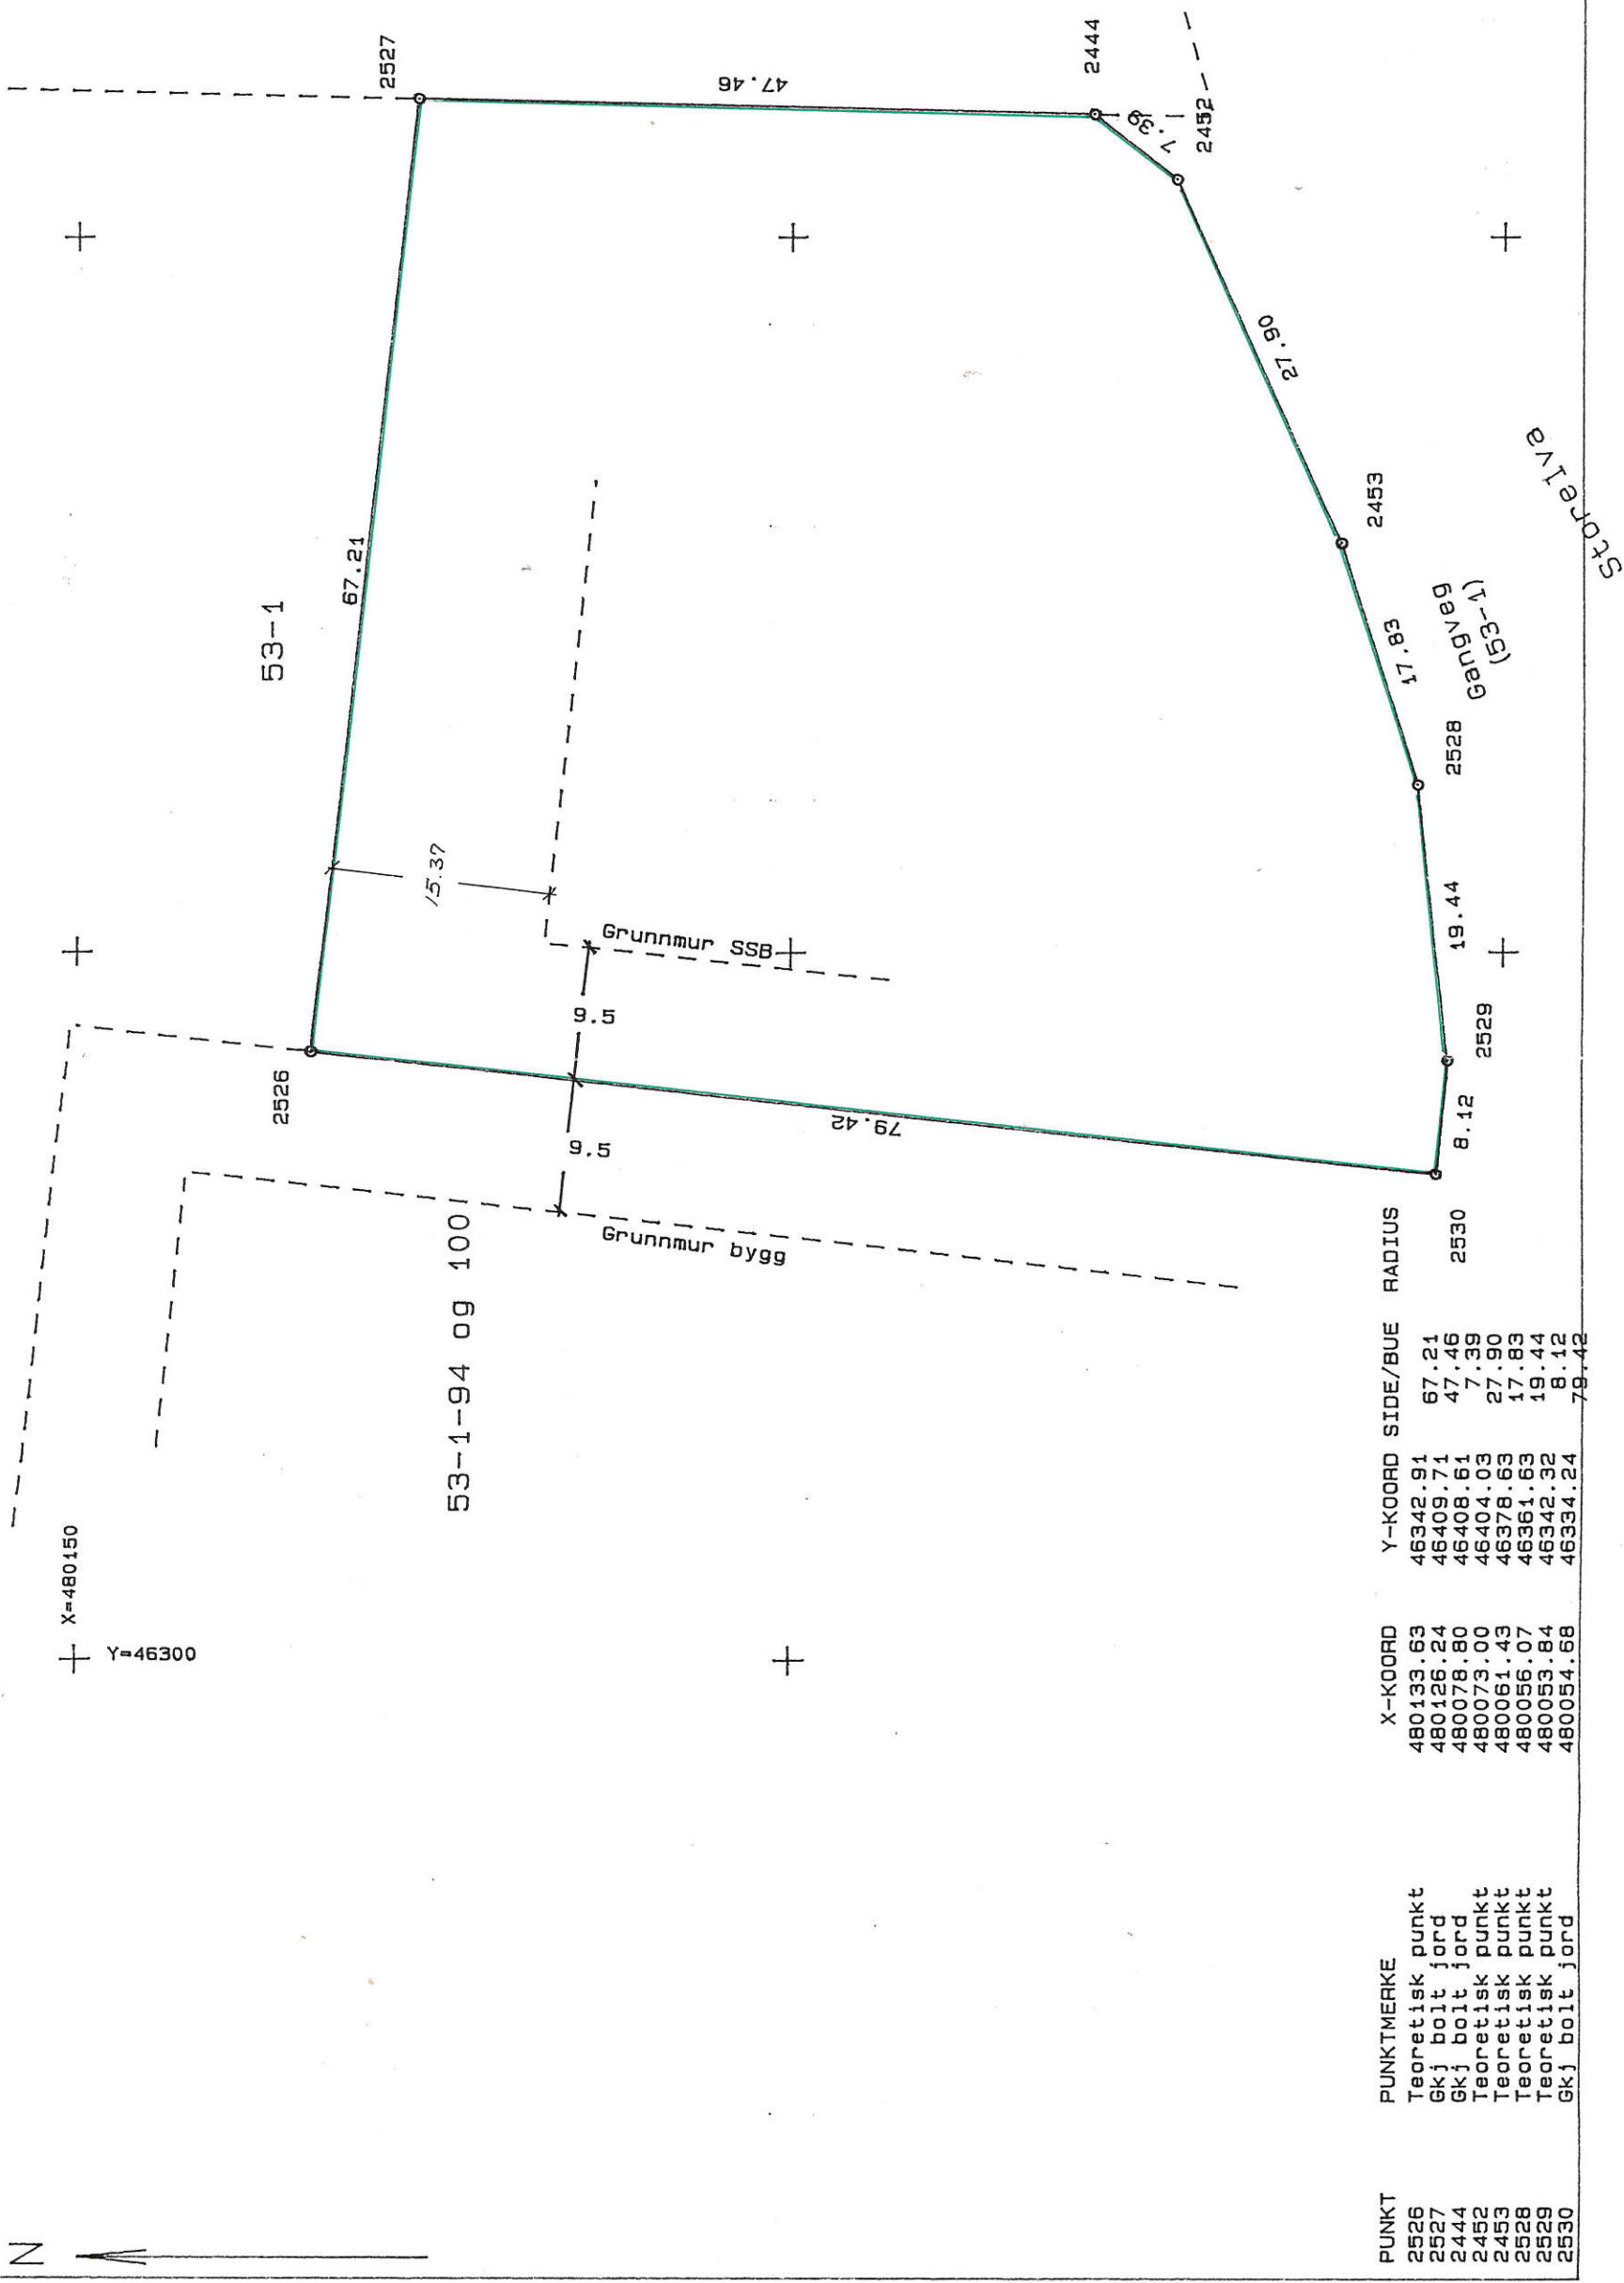 N
X=480150
Y=46300
2526
53-1
67.21
2527
15.37
9.5
9.5
Grunnmur SSB
Grunnmur bygg
53-1-94 og 100
79.42
47.46
2444
7.39
2452
27.90
2453
17.83
Gangveg
(53-1)
Storelva
2528
19.44
2529
8.12
2530
PUNKT PUNKTMERKE X-KOORD Y-KOORD SIDE/BUE RADIUS
2526 Teoretisk punkt 480133.63 46342.91 67.21
2527 Gkj bolt jord 480126.24 46409.71 47.46
2444 Gkj bolt jord 480078.80 46408.61 7.39
2452 Teoretisk punkt 480073.00 46404.03 27.90
2453 Teoretisk punkt 480061.43 46378.63 17.83
2528 Teoretisk punkt 480056.07 46361.63 19.44
2529 Teoretisk punkt 480053.84 46342.32 8.12
2530 Gkj bolt jord 480054.68 46334.24 79.42